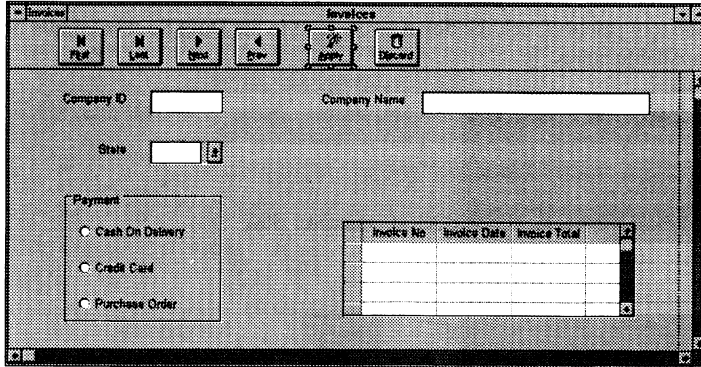 Invoices Invoices
First Last Next Prev Apply Discard
Company ID Company Name
State
Payment
Cash On Delivery
Credit Card
Purchase Order
Invoice No Invoice Date Invoice Total